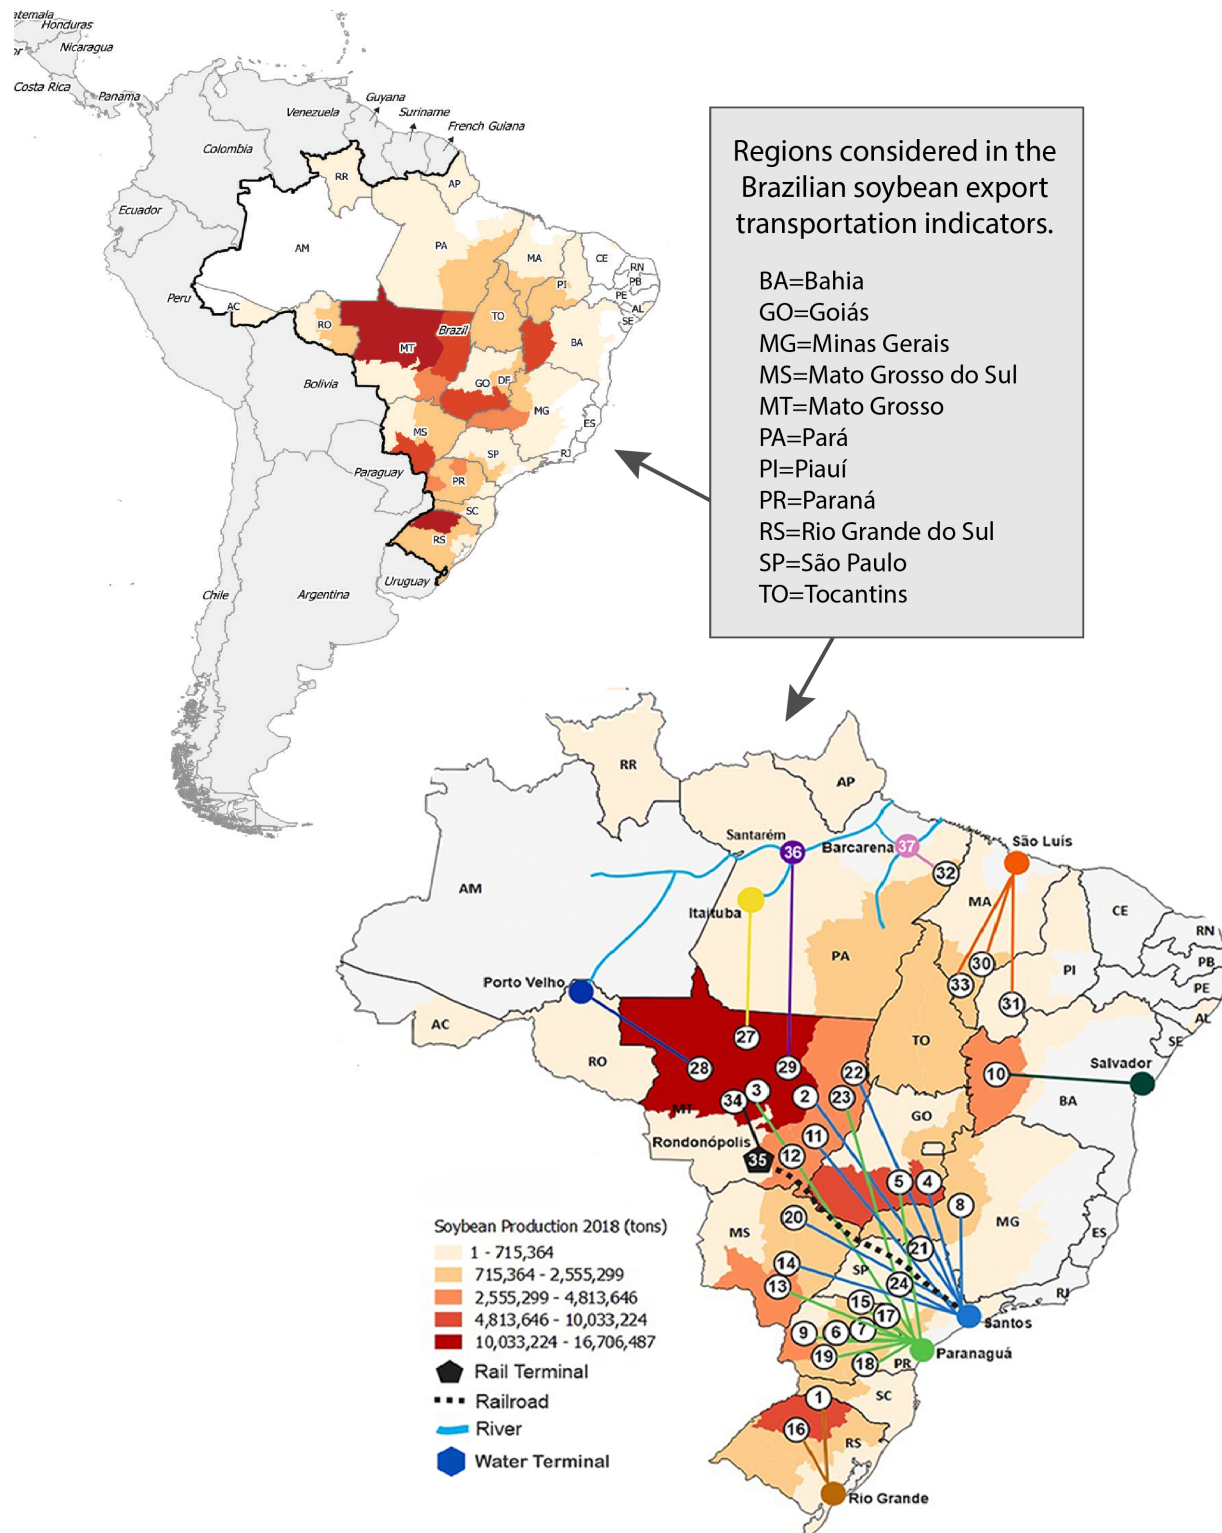 atemala
Honduras
or
Nicaragua
Costa Rica
Panama
Venezuela
Guyana
Suriname
French Guiana
Colombia
Ecuador
Peru
Bolivia
Brazil
Paraguay
Chile
Argentina
Uruguay
RR
AP
AM
PA
MA
CE
RN
PB
PE
AL
SE
PI
AC
RO
TO
BA
MT
GO
DF
MG
ES
MS
SP
RJ
PR
SC
RS
Regions considered in the
Brazilian soybean export
transportation indicators.
BA=Bahia
GO=Goiás
MG=Minas Gerais
MS=Mato Grosso do Sul
MT=Mato Grosso
PA=Pará
PI=Piauí
PR=Paraná
RS=Rio Grande do Sul
SP=São Paulo
TO=Tocantins
RR
AP
Santarém
36
Barcarena
37
São Luís
32
AM
Itaituba
MA
CE
RN
PA
30
PI
PB
Porto Velho
33
31
PE
AC
27
AL
RO
28
29
TO
SE
22
10
Salvador
34
3
2
23
MT
BA
GO
11
Rondonópolis
35
12
5
4
8
MS
20
MG
ES
21
14
SP
13
24
RJ
15
17
Santos
9
6
7
Paranaguá
19
18
PR
1
SC
16
RS
Rio Grande
Soybean Production 2018 (tons)
1 - 715,364
715,364 - 2,555,299
2,555,299 - 4,813,646
4,813,646 - 10,033,224
10,033,224 - 16,706,487
Rail Terminal
Railroad
River
Water Terminal